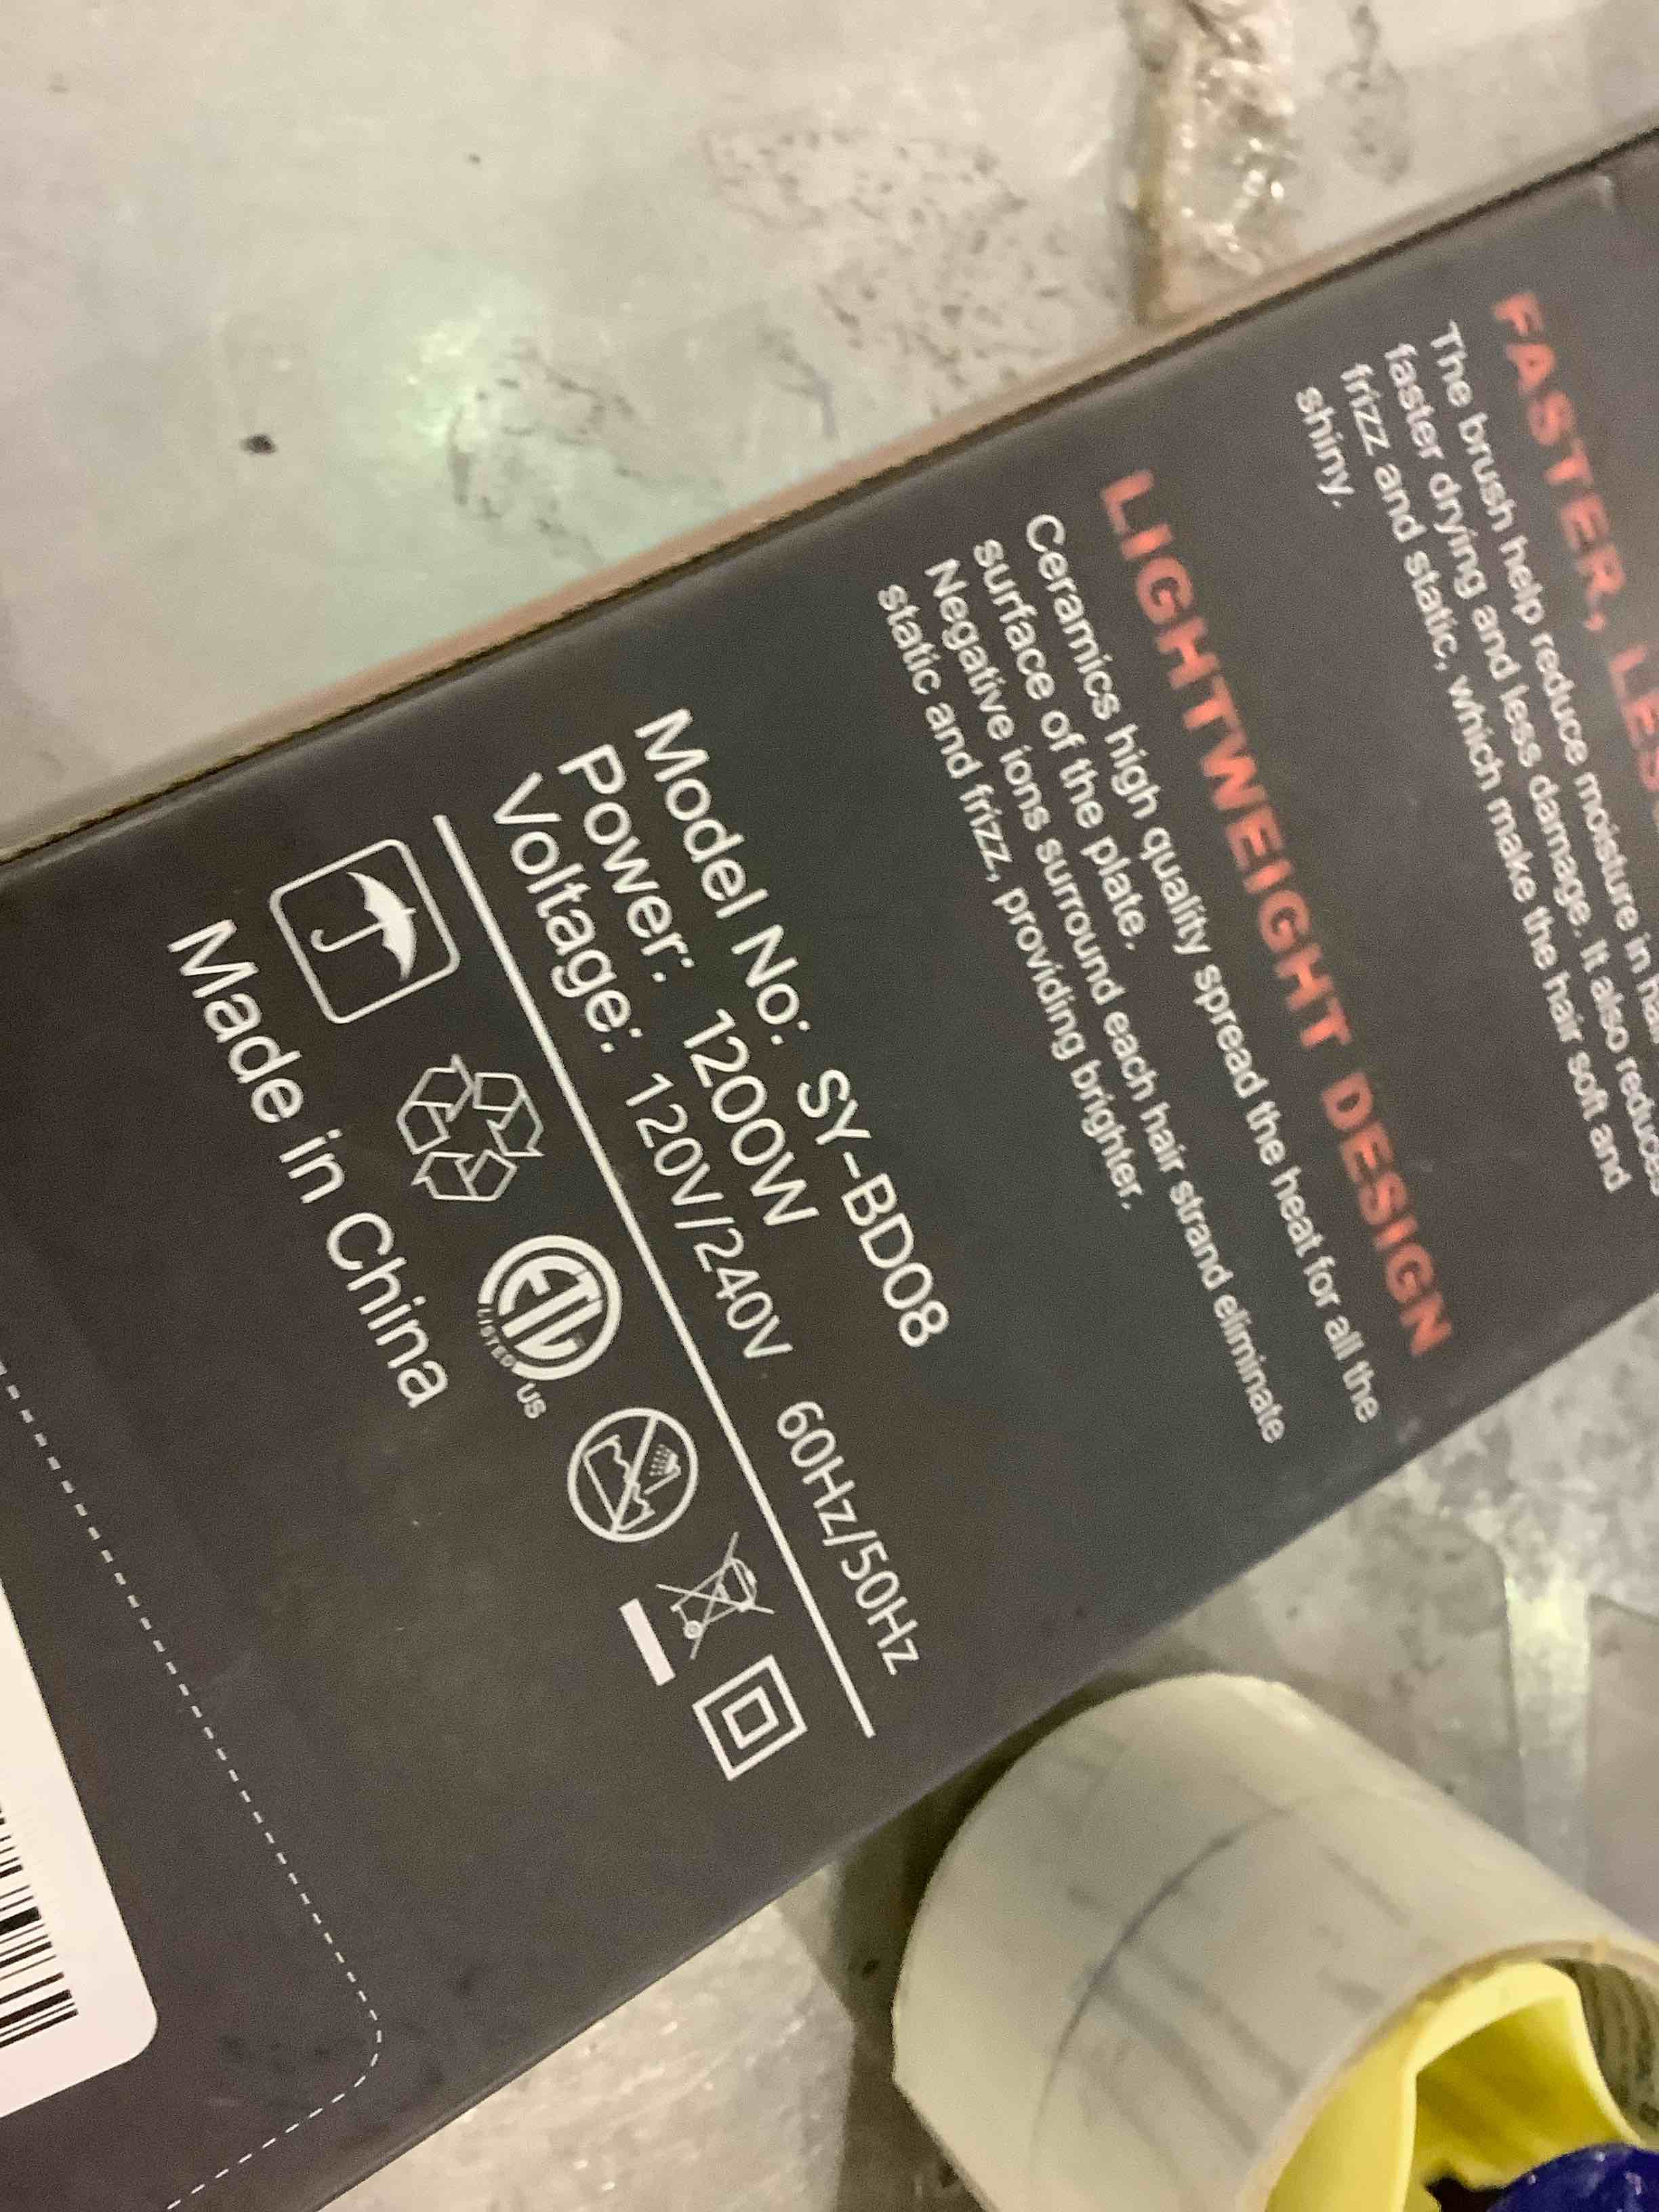 FASTER, LES
The brush help reduce moisture in hair
faster drying and less damage. It also reduces
frizz and static, which make the hair soft and
shiny.
LIGHTWEIGHT DESIGN
Ceramics high quality spread the heat for all the
surface of the plate.
Negative ions surround each hair strand eliminate
static and frizz, providing brighter.
Model No: SY-BD08
Power: 1200W
Voltage: 120V/240V 60Hz/50Hz
ETL
LISTED US
Made in China